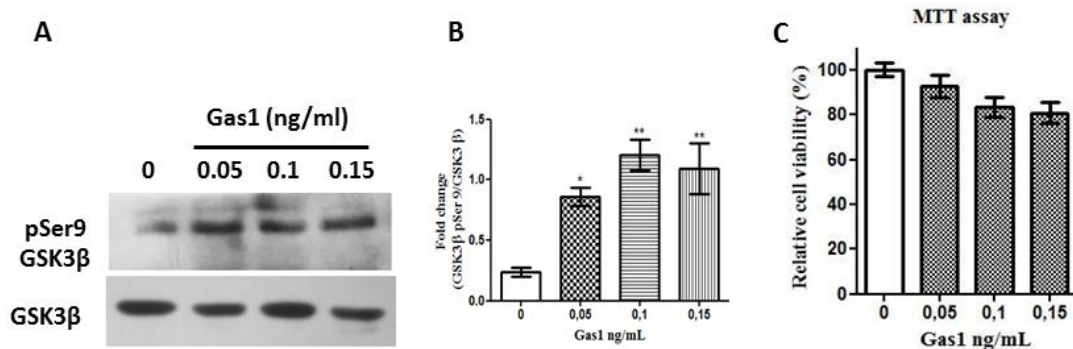 A
Gas1 (ng/ml)
0 0.05 0.1 0.15
pSer9
GSK3β
GSK3β
B
Fold change
(GSK3β pSer 9/GSK3 β)
1.5
1.0
0.5
0.0
*
**
**
0 0,05 0,1 0,15
Gas1 ng/mL
C
MTT assay
Relative cell viability (%)
100
80
60
40
20
0
0 0,05 0,1 0,15
Gas1 ng/mL